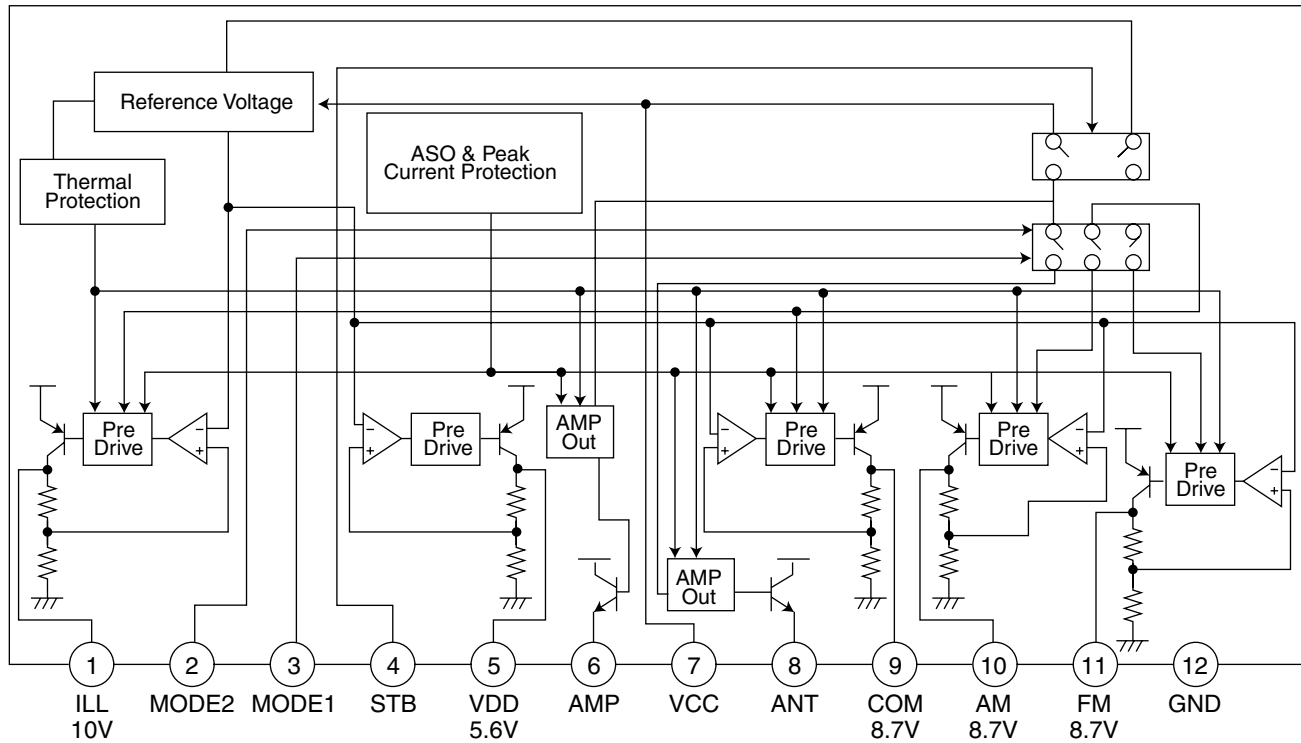 Reference Voltage
ASO & Peak
Current Protection
Thermal
Protection
Pre
Drive
−
+
−
+
Pre
Drive
AMP
Out
−
+
Pre
Drive
Pre
Drive
−
+
Pre
Drive
−
+
AMP
Out
1
2
3
4
5
6
7
8
9
10
11
12
ILL
10V
MODE2
MODE1
STB
VDD
5.6V
AMP
VCC
ANT
COM
8.7V
AM
8.7V
FM
8.7V
GND